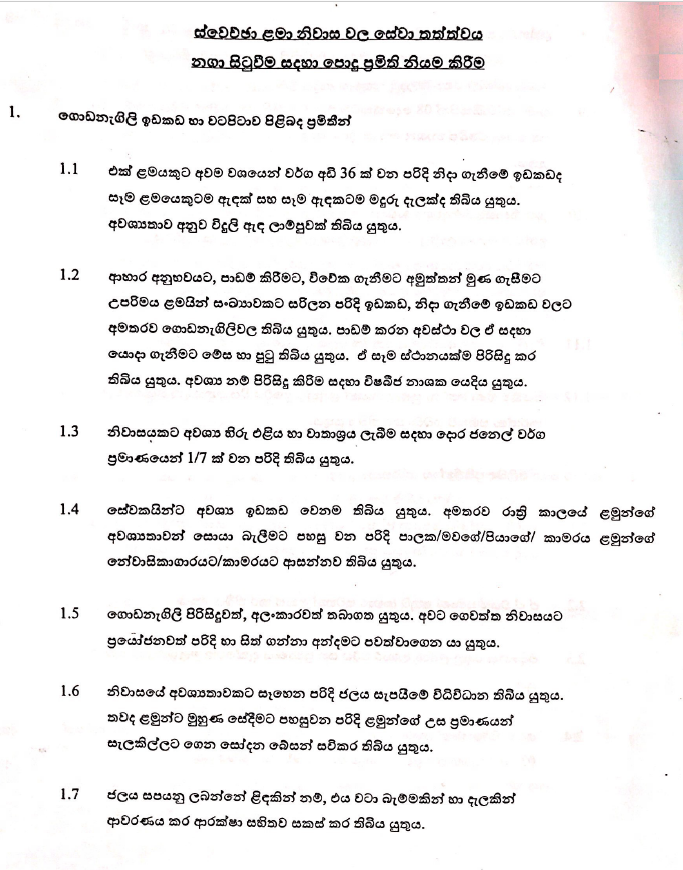 ස්වේච්ඡා ළමා නිවාස වල සේවා තත්ත්වය
නගා සිටුවීම සදහා පොදු ප්‍රමිති නියම කිරීම
1. ගොඩනැගිලි ඉඩකඩ හා වටපිටාව පිළිබද ප්‍රමිතීන්
1.1 එක් ළමයකුට අවම වශයෙන් වර්ග අඩි 36 ක් වන පරිදි නිදා ගැනීමේ ඉඩකඩද
සෑම ළමයෙකුටම ඇඳක් සහ සෑම ඇඳකටම මදුරු දැලක්ද තිබිය යුතුය.
අවශ්‍යතාව අනුව විදුලි ඇඳ ලාම්පුවක් තිබිය යුතුය.
1.2 ආහාර අනුභවයට, පාඩම් කිරීමට, විවේක ගැනීමට අමුත්තන් මුණ ගැසීමට
උපරිමය ළමයින් සංඛ්‍යාවකට සරිලන පරිදි ඉඩකඩ, නිදා ගැනීමේ ඉඩකඩ වලට
අමතරව ගොඩනැගිලිවල තිබිය යුතුය. පාඩම් කරන අවස්ථා වල ඒ සදහා
යොදා ගැනීමට මේස හා පුටු තිබිය යුතුය. ඒ සෑම ස්ථානයක්ම පිරිසිදු කර
තිබිය යුතුය. අවශ්‍ය නම් පිරිසිදු කිරීම සදහා විෂබීජ නාශක යෙදිය යුතුය.
1.3 නිවාසයකට අවශ්‍ය හිරු එළිය හා වාතාශ්‍රය ලැබීම සදහා දොර ජනෙල් වර්ග
ප්‍රමාණයෙන් 1/7 ක් වන පරිදි තිබිය යුතුය.
1.4 සේවකයින්ට අවශ්‍ය ඉඩකඩ වෙනම තිබිය යුතුය. අමතරව රාත්‍රි කාලයේ ළමුන්ගේ
අවශ්‍යතාවන් සොයා බැලීමට පහසු වන පරිදි පාලක/මවගේ/පියාගේ/ කාමරය ළමුන්ගේ
නේවාසිකාගාරයට/කාමරයට ආසන්නව තිබිය යුතුය.
1.5 ගොඩනැගිලි පිරිසිදුවත්, අලංකාරවත් තබාගත යුතුය. අවට ගෙවත්ත නිවාසයට
ප්‍රයෝජනවත් පරිදි හා සිත් ගන්නා අන්දමට පවත්වාගෙන යා යුතුය.
1.6 නිවාසයේ අවශ්‍යතාවකට සෑහෙන පරිදි ජලය සැපයීමේ විධිවිධාන තිබිය යුතුය.
තවද ළමුන්ට මුහුණ සේදීමට පහසුවන පරිදි ළමුන්ගේ උස ප්‍රමාණයන්
සැලකිල්ලට ගෙන සෝදන බේසන් සවිකර තිබිය යුතුය.
1.7 ජලය සපයනු ලබන්නේ ළිඳකින් නම්, එය වටා බැම්මකින් හා දැලකින්
ආවරණය කර ආරක්ෂා සහිතව සකස් කර තිබිය යුතුය.